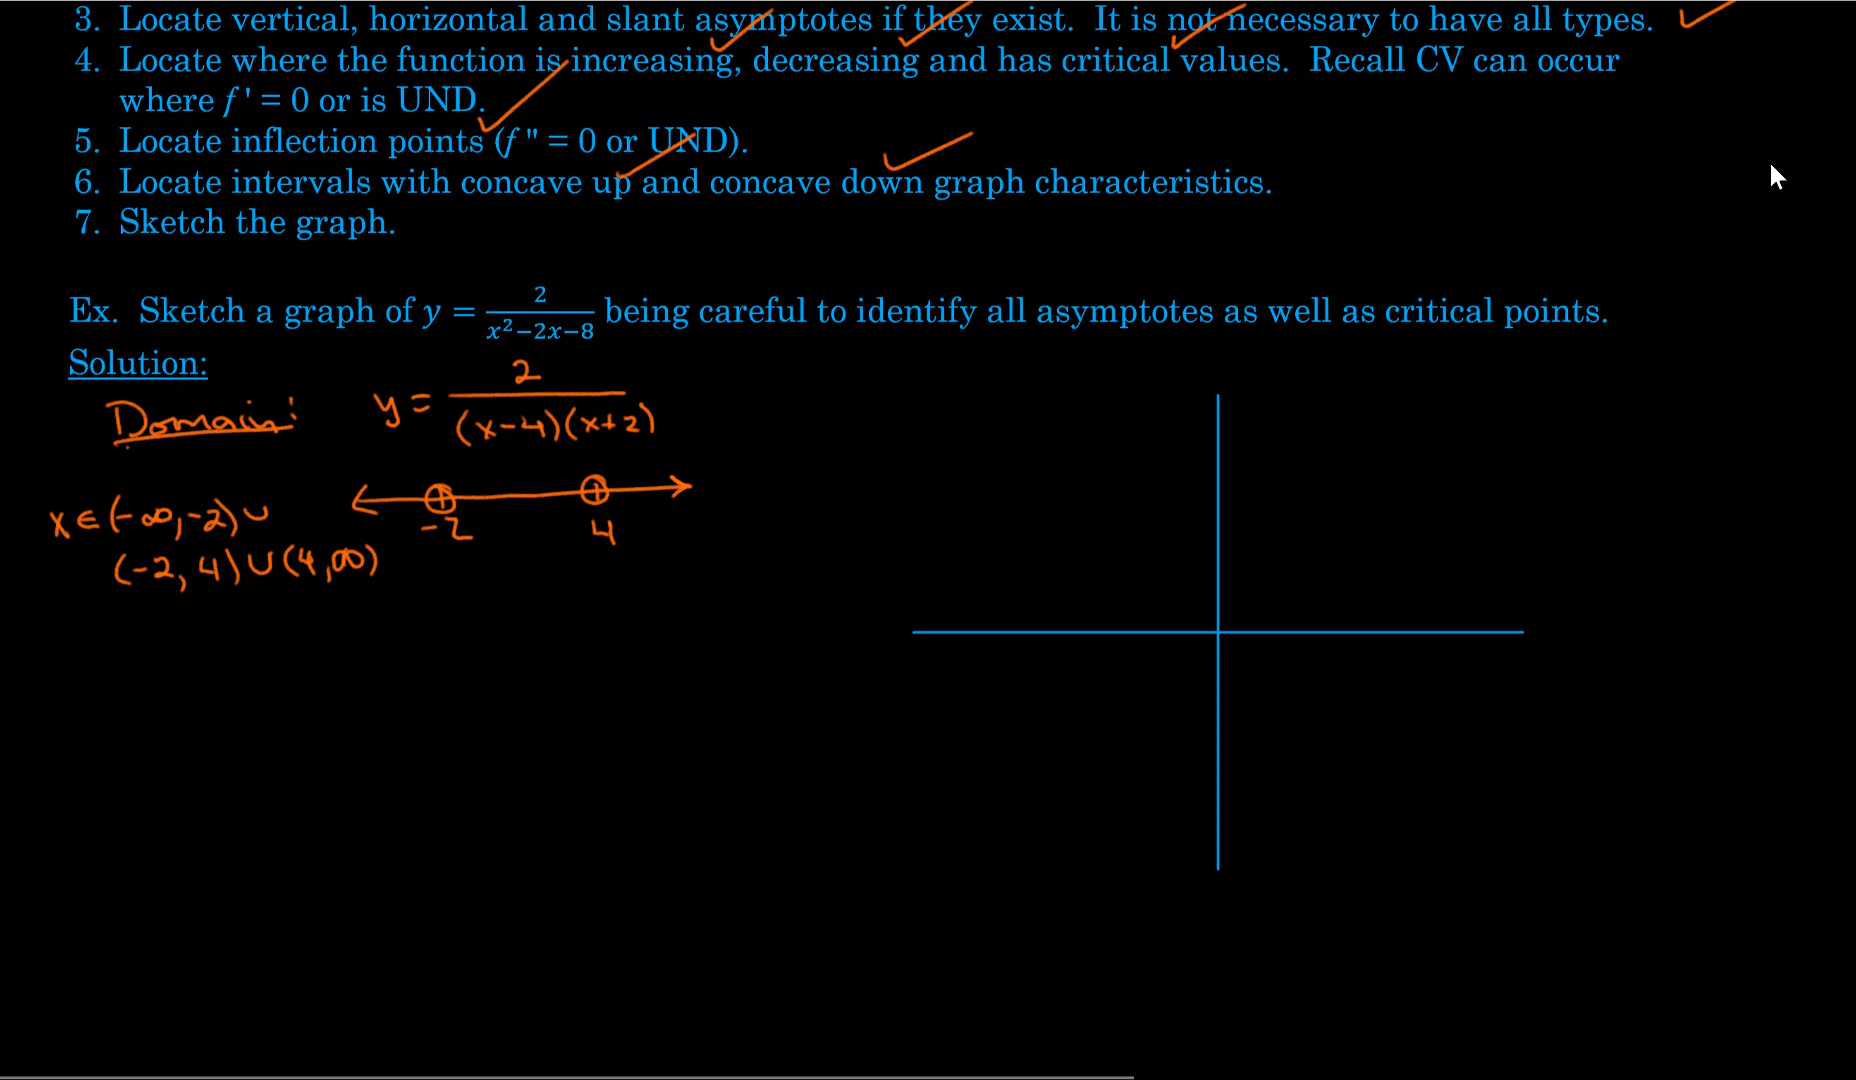 3. Locate vertical, horizontal and slant asymptotes if they exist. It is not necessary to have all types.
4. Locate where the function is increasing, decreasing and has critical values. Recall CV can occur
where f ' = 0 or is UND.
5. Locate inflection points (f " = 0 or UND).
6. Locate intervals with concave up and concave down graph characteristics.
7. Sketch the graph.
Ex. Sketch a graph of y = 2/(x²−2x−8) being careful to identify all asymptotes as well as critical points.
Solution:
Domain: y = 2/((x-4)(x+2))
-2 4
x ∈ (-∞,-2) ∪
(-2, 4) ∪ (4,∞)